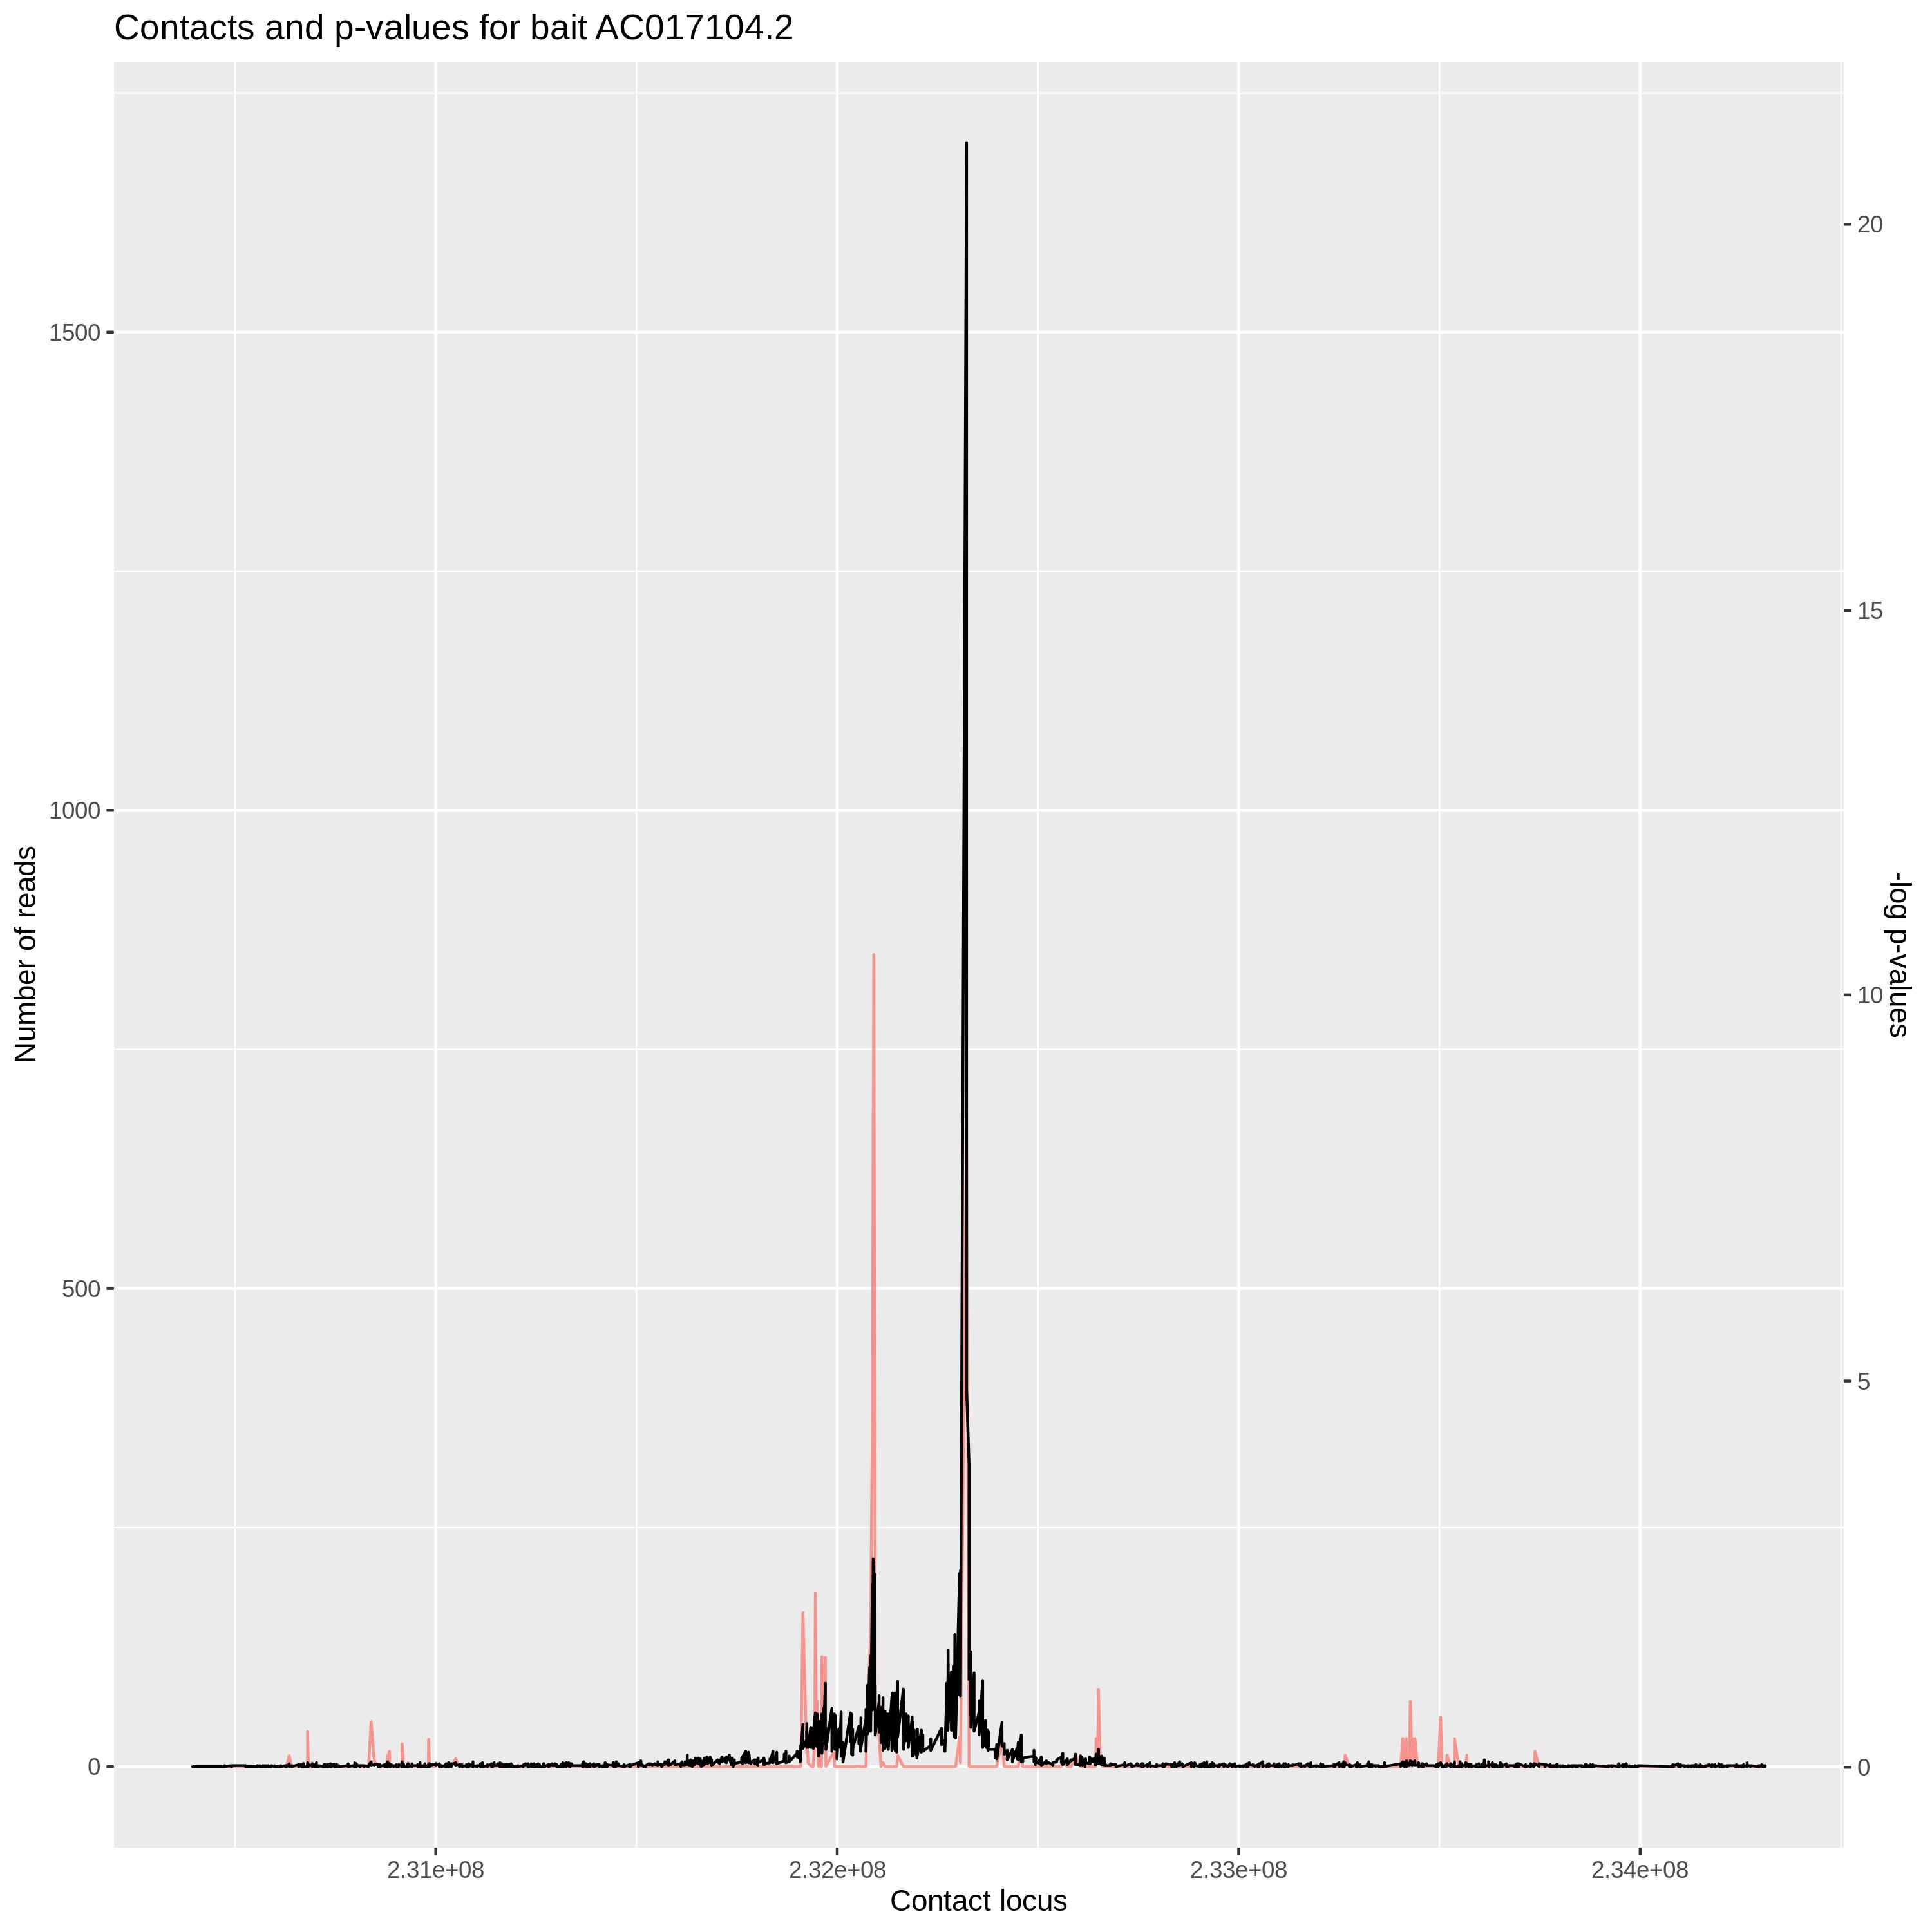 Contacts and p-values for bait AC017104.2
Number of reads
1500
1000
500
0
20
15
10
5
0
-log p-values
2.31e+08
2.32e+08
2.33e+08
2.34e+08
Contact locus